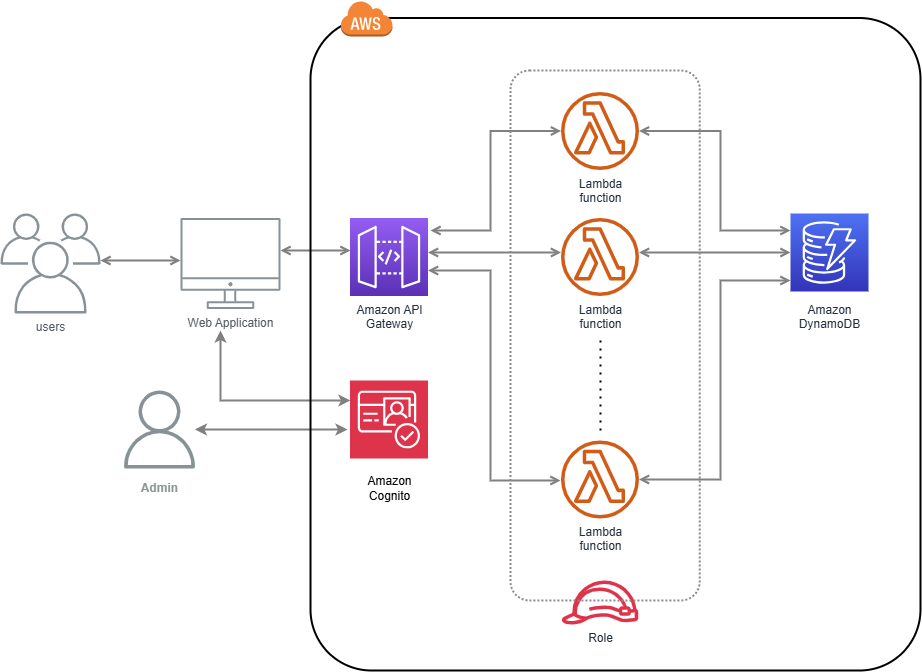 AWS
Lambda
function
Lambda
function
Lambda
function
users
Web Application
Amazon API
Gateway
</>
Amazon
DynamoDB
Admin
Amazon
Cognito
Role